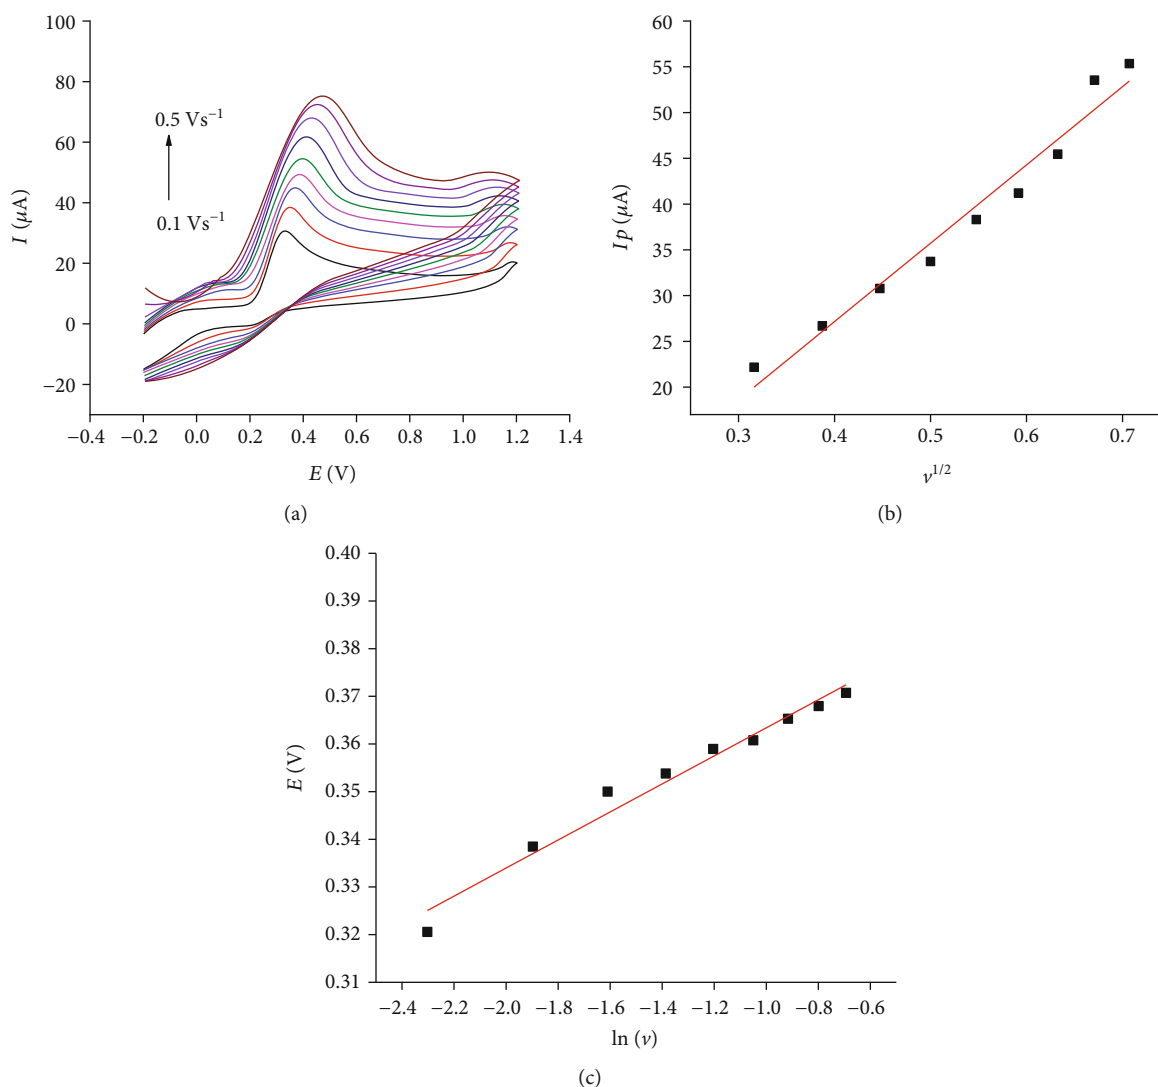 100
80
60
40
20
0
−20
I (μA)
0.5 Vs−1
0.1 Vs−1
−0.4 −0.2 0.0 0.2 0.4 0.6 0.8 1.0 1.2 1.4
E (V)
(a)
60
55
50
45
40
35
30
25
20
Ip (μA)
0.3 0.4 0.5 0.6 0.7
ν1/2
(b)
0.40
0.39
0.38
0.37
0.36
0.35
0.34
0.33
0.32
0.31
E (V)
−2.4 −2.2 −2.0 −1.8 −1.6 −1.4 −1.2 −1.0 −0.8 −0.6
ln (ν)
(c)